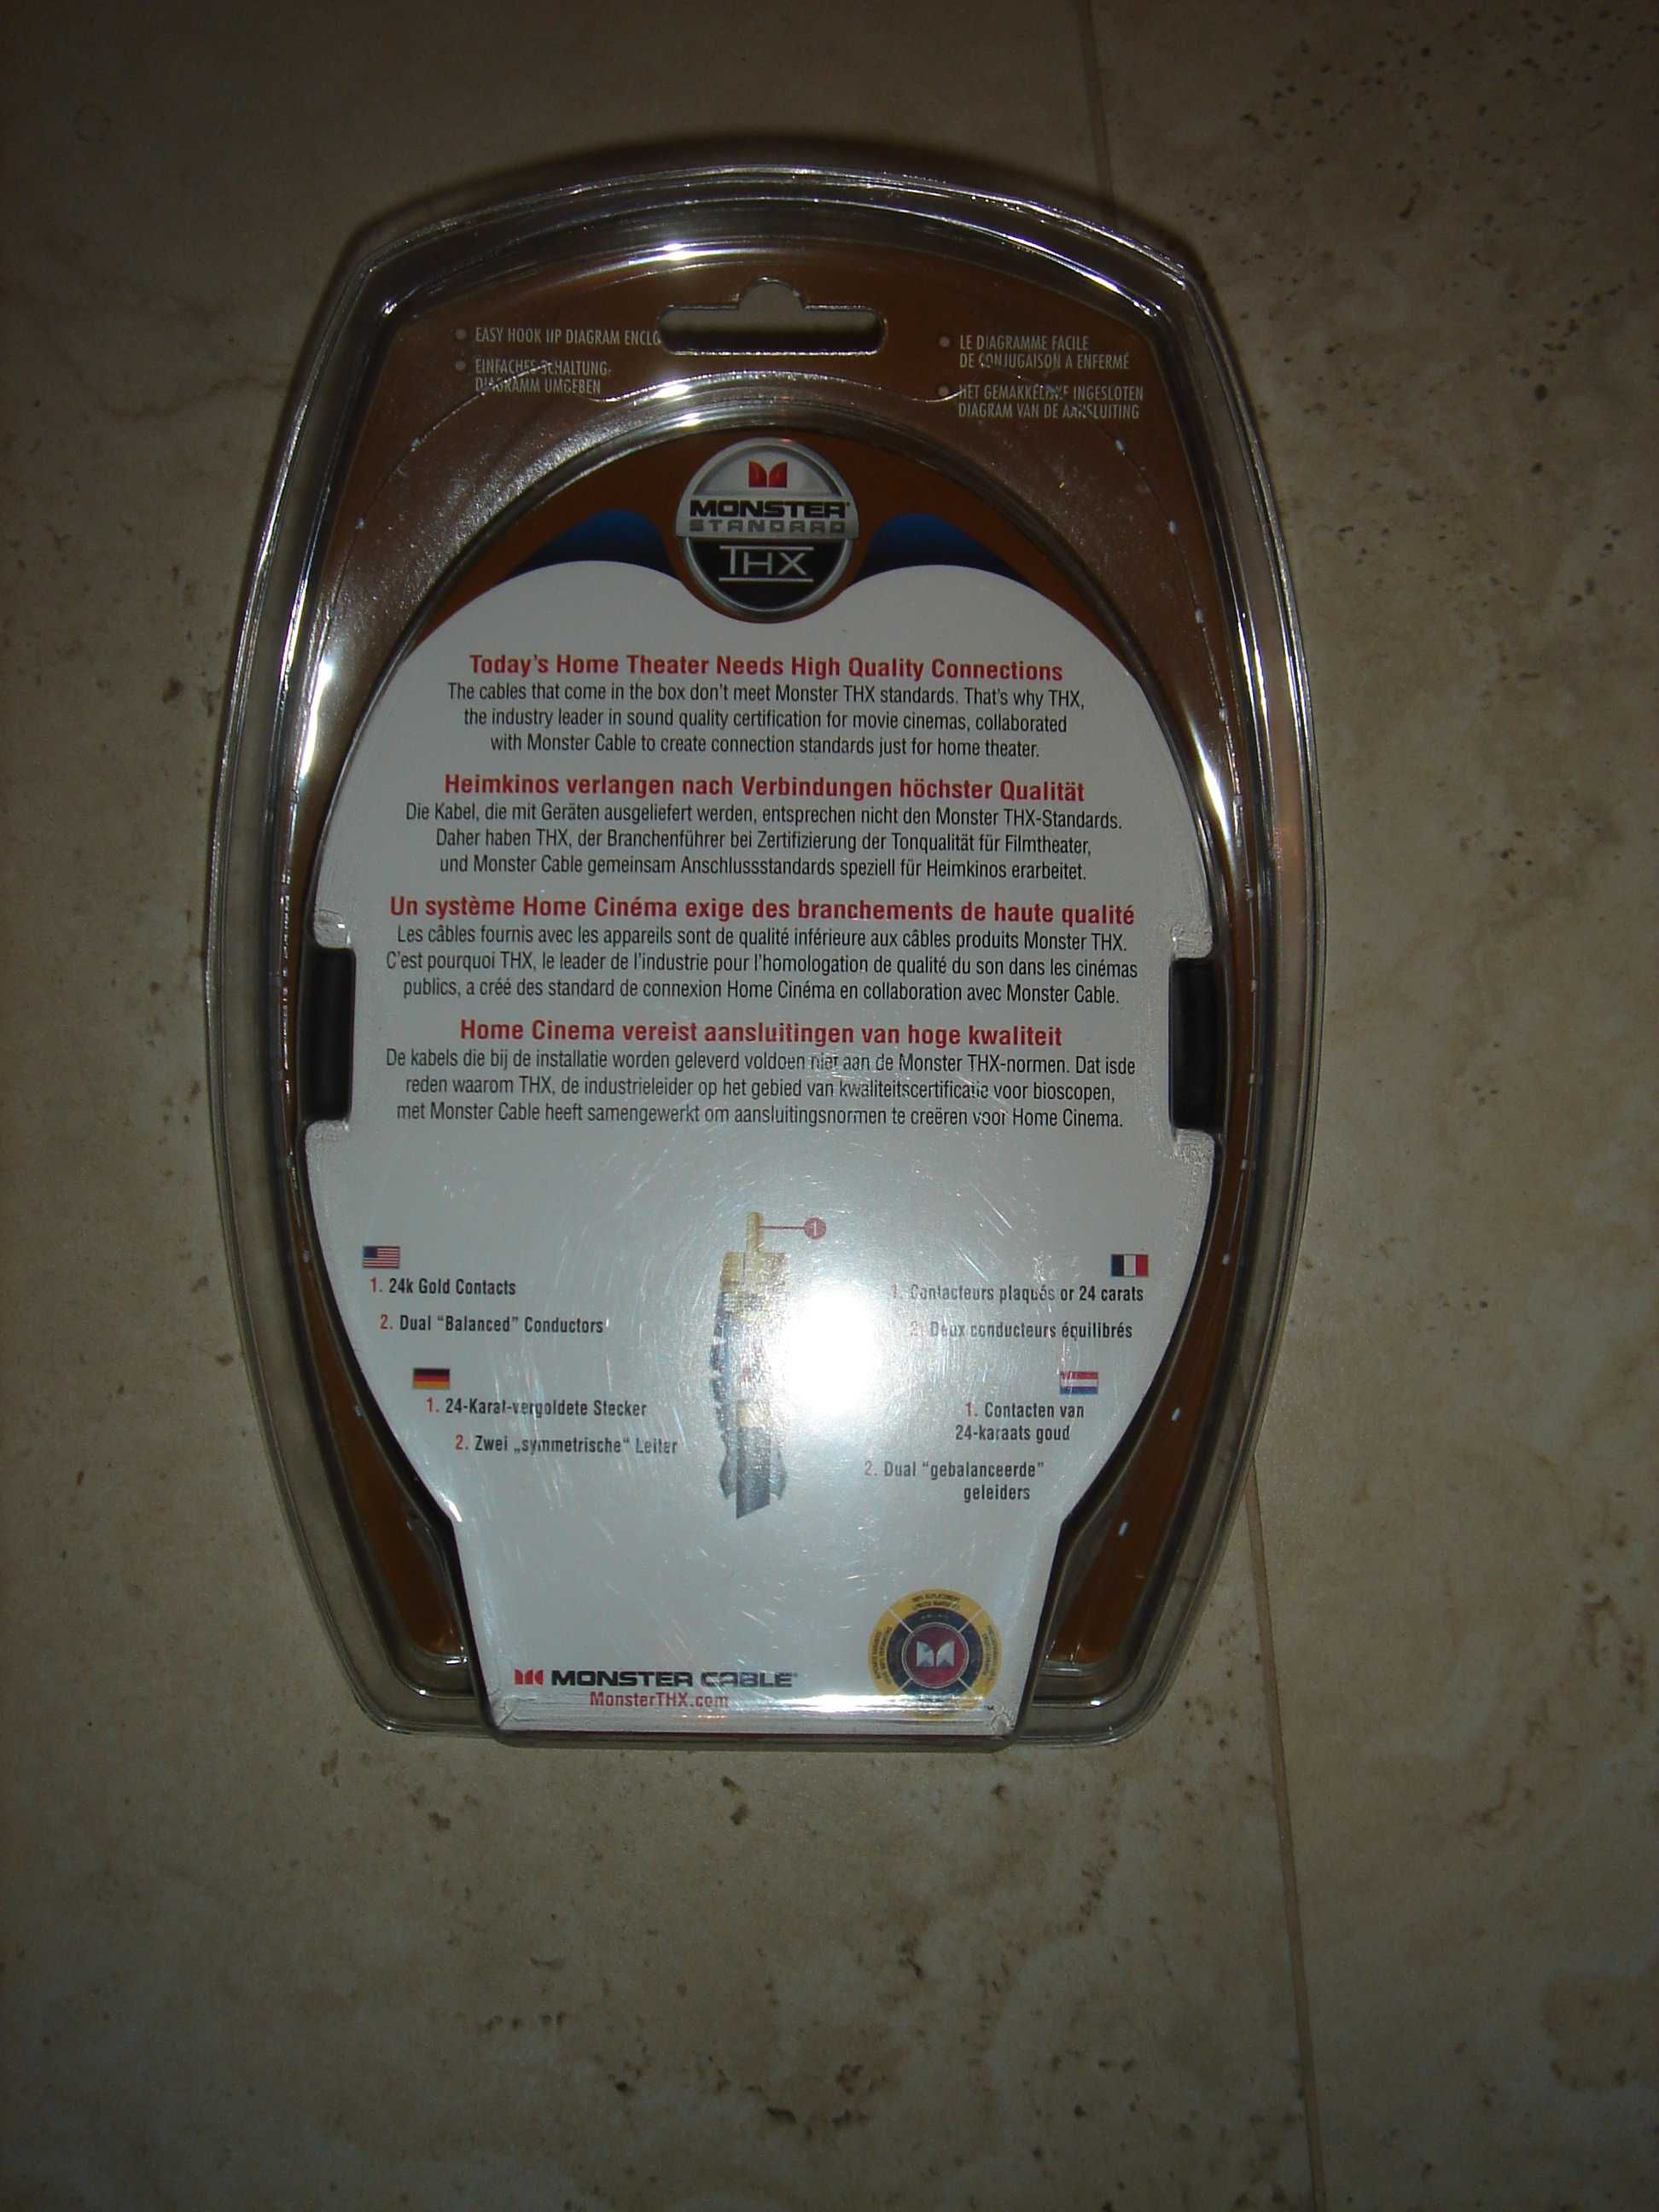 EASY HOOK UP DIAGRAM ENCLO
EINFACHES SCHALTUNG-
DIAGRAMM UMGEBEN
LE DIAGRAMME FACILE
DE CONJUGAISON A ENFERMÉ
HET GEMAKKELIJKE INGESLOTEN
DIAGRAM VAN DE AANSLUITING
MONSTER
STANDARD
THX
Today's Home Theater Needs High Quality Connections
The cables that come in the box don't meet Monster THX standards. That's why THX,
the industry leader in sound quality certification for movie cinemas, collaborated
with Monster Cable to create connection standards just for home theater.
Heimkinos verlangen nach Verbindungen höchster Qualität
Die Kabel, die mit Geräten ausgeliefert werden, entsprechen nicht den Monster THX-Standards.
Daher haben THX, der Branchenführer bei Zertifizierung der Tonqualität für Filmtheater,
und Monster Cable gemeinsam Anschlussstandards speziell für Heimkinos erarbeitet.
Un système Home Cinéma exige des branchements de haute qualité
Les câbles fournis avec les appareils sont de qualité inférieure aux câbles produits Monster THX.
C'est pourquoi THX, le leader de l'industrie pour l'homologation de qualité du son dans les cinémas
publics, a créé des standard de connexion Home Cinéma en collaboration avec Monster Cable.
Home Cinema vereist aansluitingen van hoge kwaliteit
De kabels die bij de installatie worden geleverd voldoen niet aan de Monster THX-normen. Dat isde
reden waarom THX, de industrieleider op het gebied van kwaliteitscertificatie voor bioscopen,
met Monster Cable heeft samengewerkt om aansluitingsnormen te creëren voor Home Cinema.
1
1. 24k Gold Contacts
2. Dual "Balanced" Conductors
1. 24-Karat-vergoldete Stecker
2. Zwei „symmetrische“ Leiter
1. Contacteurs plaqués or 24 carats
2. Deux conducteurs équilibrés
1. Contacten van
24-karaats goud
2. Dual "gebalanceerde"
geleiders
MONSTER CABLE®
MonsterTHX.com